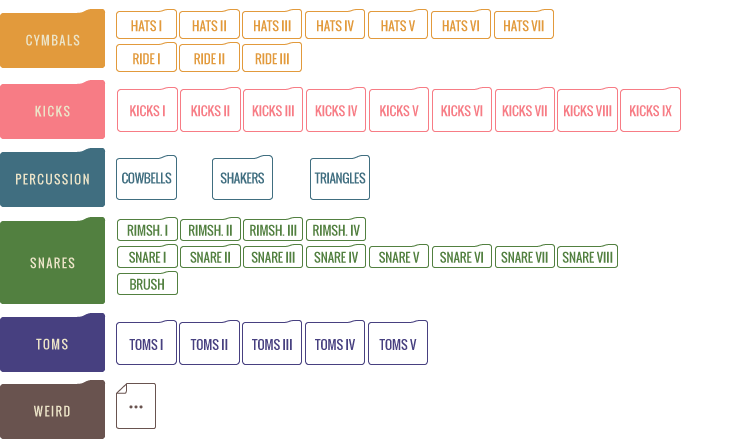 CYMBALS
HATS I HATS II HATS III HATS IV HATS V HATS VI HATS VII
RIDE I RIDE II RIDE III
KICKS
KICKS I KICKS II KICKS III KICKS IV KICKS V KICKS VI KICKS VII KICKS VIII KICKS IX
PERCUSSION
COWBELLS SHAKERS TRIANGLES
SNARES
RIMSH. I RIMSH. II RIMSH. III RIMSH. IV
SNARE I SNARE II SNARE III SNARE IV SNARE V SNARE VI SNARE VII SNARE VIII
BRUSH
TOMS
TOMS I TOMS II TOMS III TOMS IV TOMS V
WEIRD
...